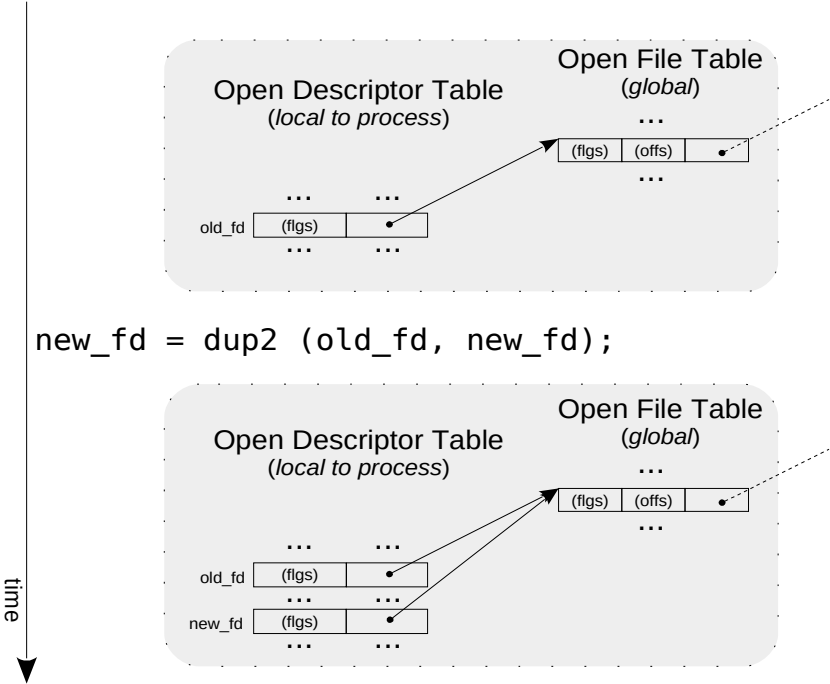 Open File Table
(global)
Open Descriptor Table
(local to process)
...
(flgs) (offs)
...
... ...
old_fd (flgs)
... ...
new_fd = dup2 (old_fd, new_fd);
Open File Table
(global)
Open Descriptor Table
(local to process)
...
(flgs) (offs)
...
... ...
old_fd (flgs)
... ...
new_fd (flgs)
... ...
time